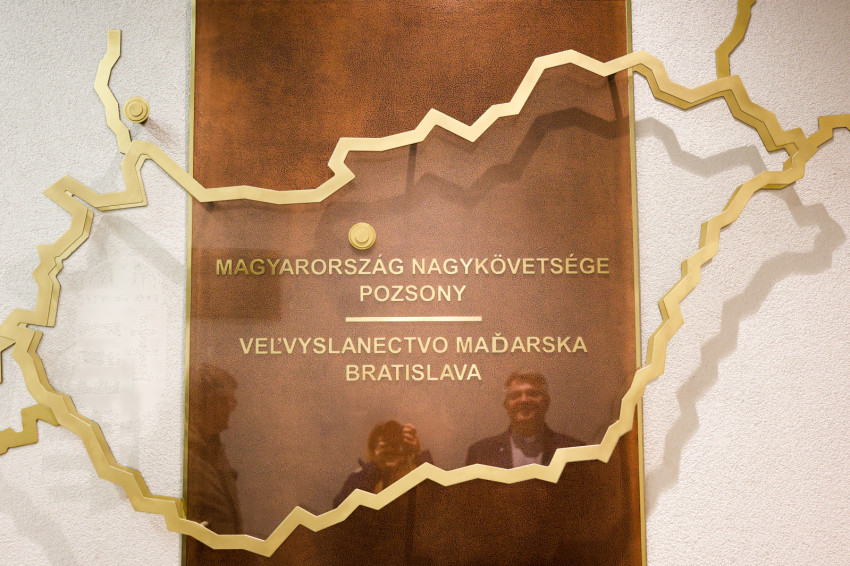 MAGYARORSZÁG NAGYKÖVETSÉGE
POZSONY
VEĽVYSLANECTVO MAĎARSKA
BRATISLAVA